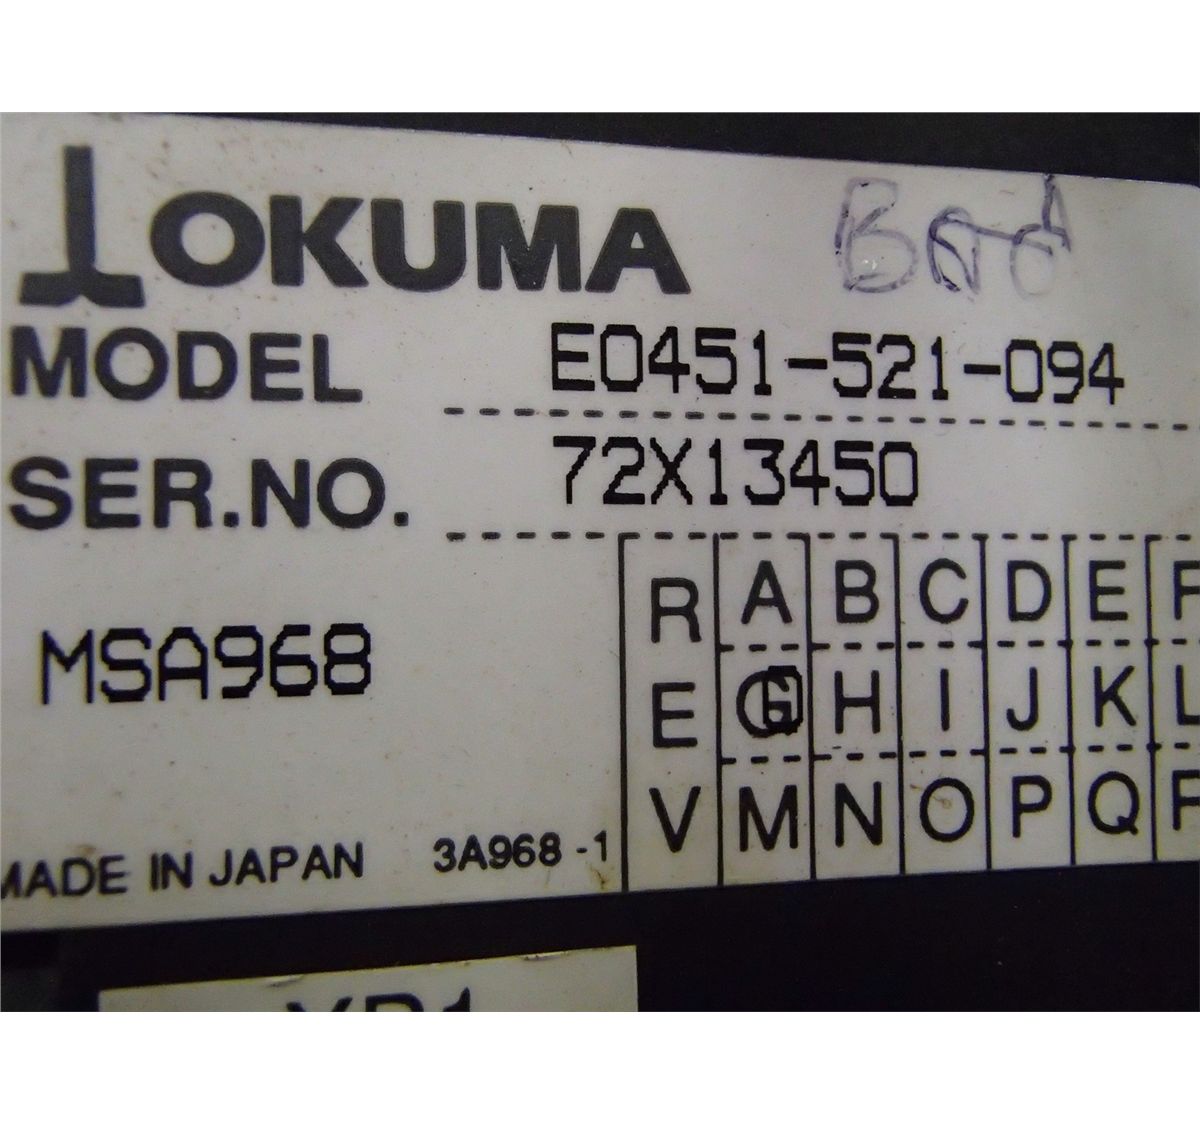 OKUMA Bad
MODEL E0451-521-094
SER.NO. 72X13450
MSA968
R A B C D E F
E G H I J K L
V M N O P Q R
MADE IN JAPAN 3A968-1